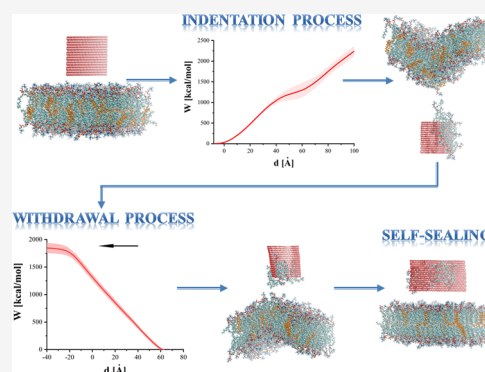 INDENTATION PROCESS
W [kcal/mol]
2500
2000
1500
1000
500
0
0 20 40 60 80 100
d [Å]
WITHDRAWAL PROCESS
W [kcal/mol]
2000
1500
1000
500
0
-40 -20 0 20 40 60 80
d [Å]
SELF-SEALING